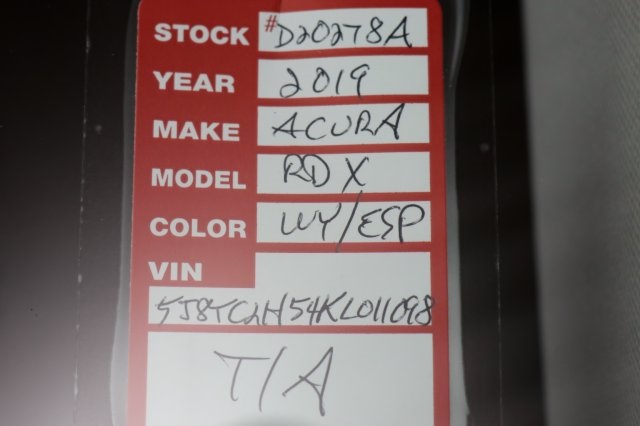 STOCK #D20278A
YEAR 2019
MAKE ACURA
MODEL RDX
COLOR WY/ESP
VIN
5J8TC2H54KL011098
T/A